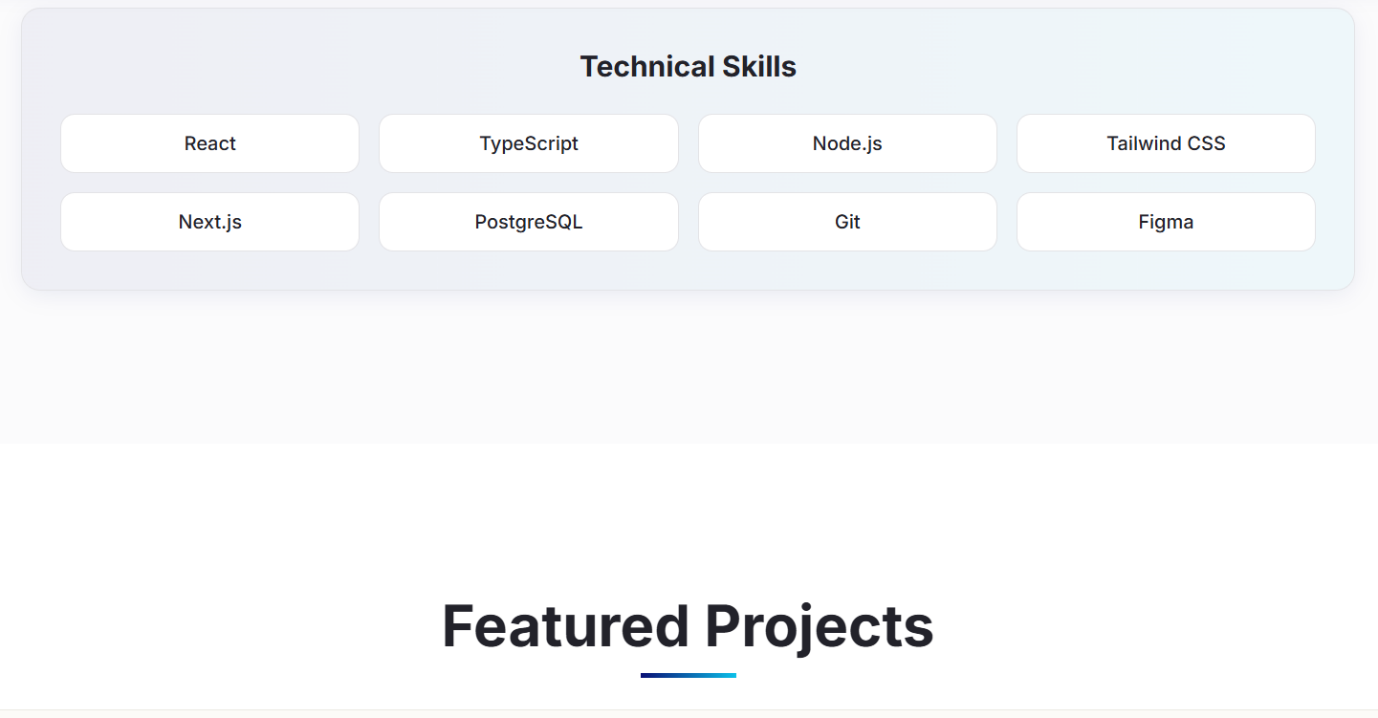 Technical Skills
React TypeScript Node.js Tailwind CSS
Next.js PostgreSQL Git Figma
Featured Projects